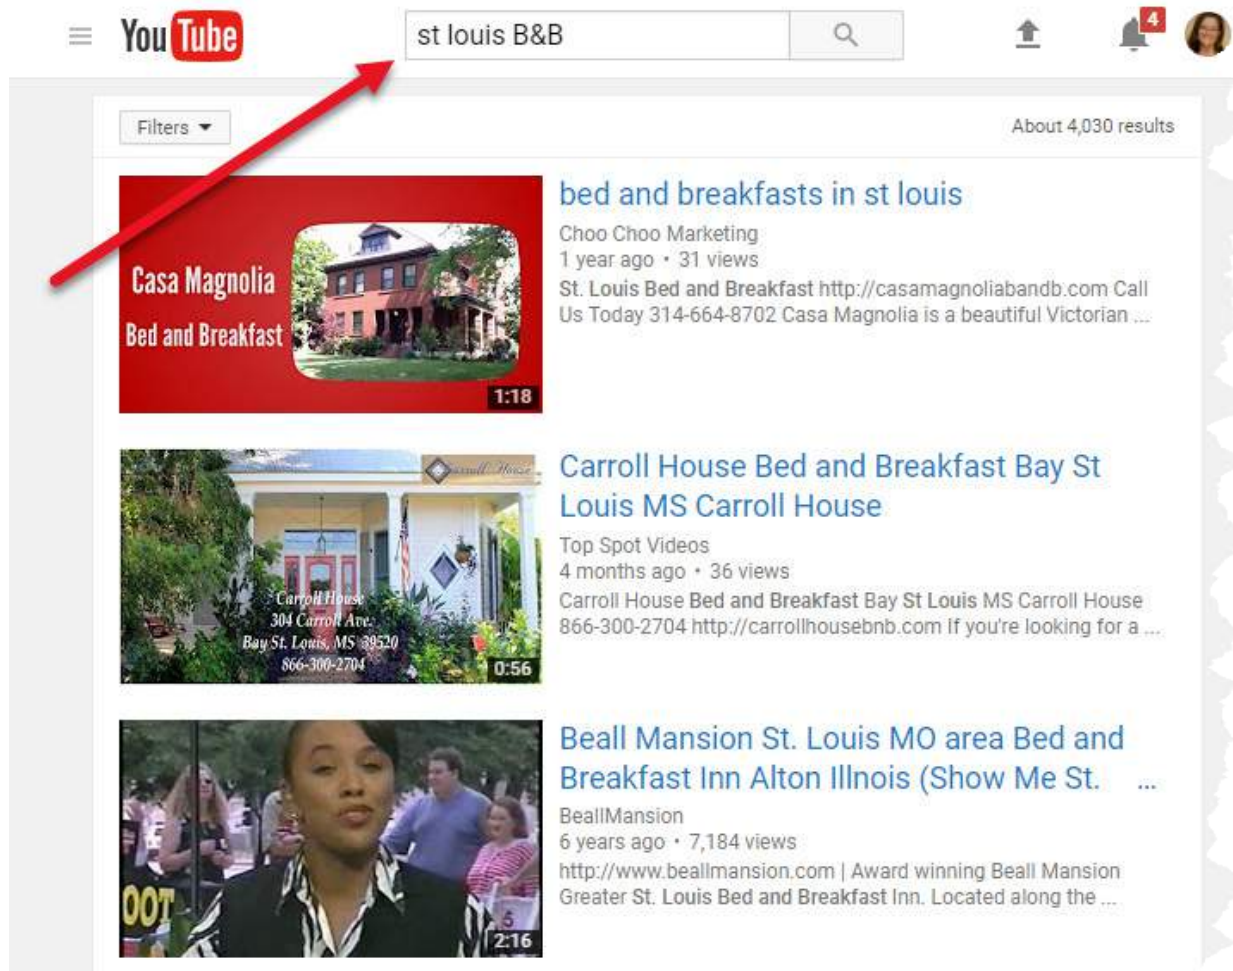 YouTube
st louis B&B
4
Filters
About 4,030 results
Casa Magnolia
Bed and Breakfast
1:18
bed and breakfasts in st louis
Choo Choo Marketing
1 year ago • 31 views
St. Louis Bed and Breakfast http://casamagnoliabandb.com Call
Us Today 314-664-8702 Casa Magnolia is a beautiful Victorian ...
Carroll House
Carroll House
304 Carroll Ave.
Bay St. Louis, MS 39520
866-300-2704
0:56
Carroll House Bed and Breakfast Bay St
Louis MS Carroll House
Top Spot Videos
4 months ago • 36 views
Carroll House Bed and Breakfast Bay St Louis MS Carroll House
866-300-2704 http://carrollhousebnb.com If you're looking for a ...
OOT
5
2:16
Beall Mansion St. Louis MO area Bed and
Breakfast Inn Alton Illnois (Show Me St. ...
BeallMansion
6 years ago • 7,184 views
http://www.beallmansion.com | Award winning Beall Mansion
Greater St. Louis Bed and Breakfast Inn. Located along the ...